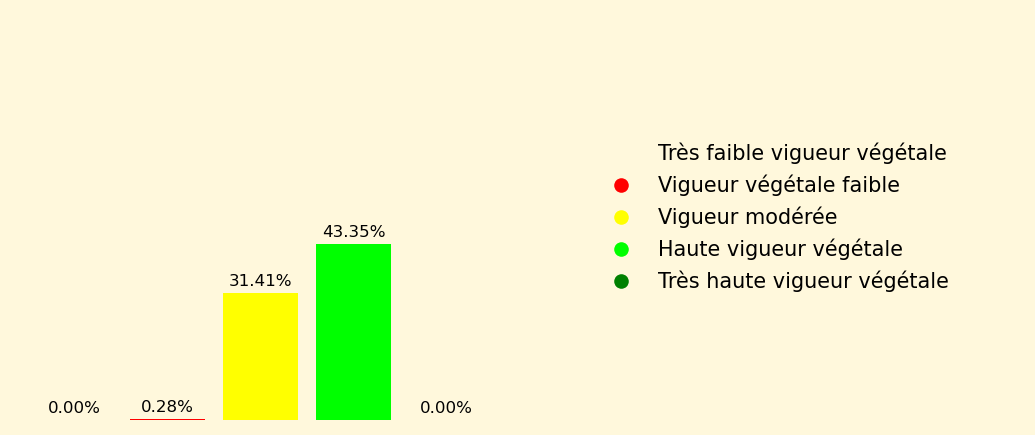 43.35%
31.41%
0.00%
0.28%
0.00%
Très faible vigueur végétale
Vigueur végétale faible
Vigueur modérée
Haute vigueur végétale
Très haute vigueur végétale